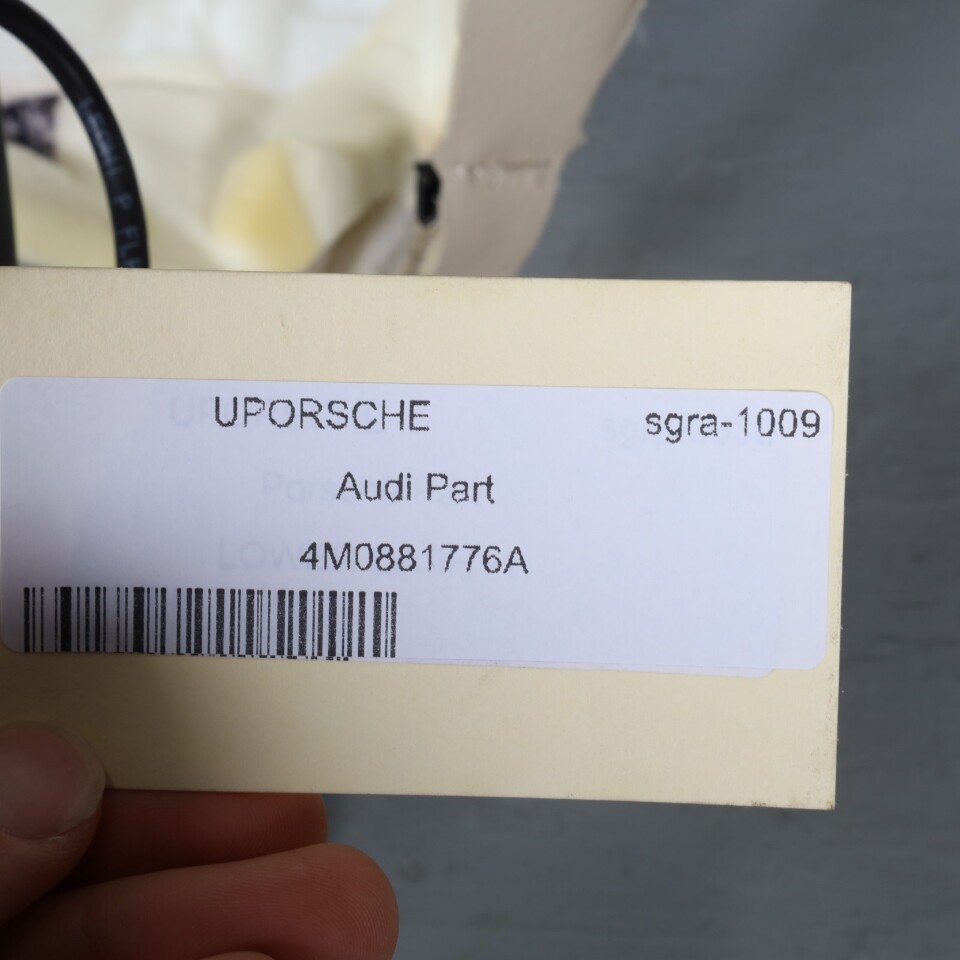 UPORSCHE sgra-1009
Audi Part
4M0881776A